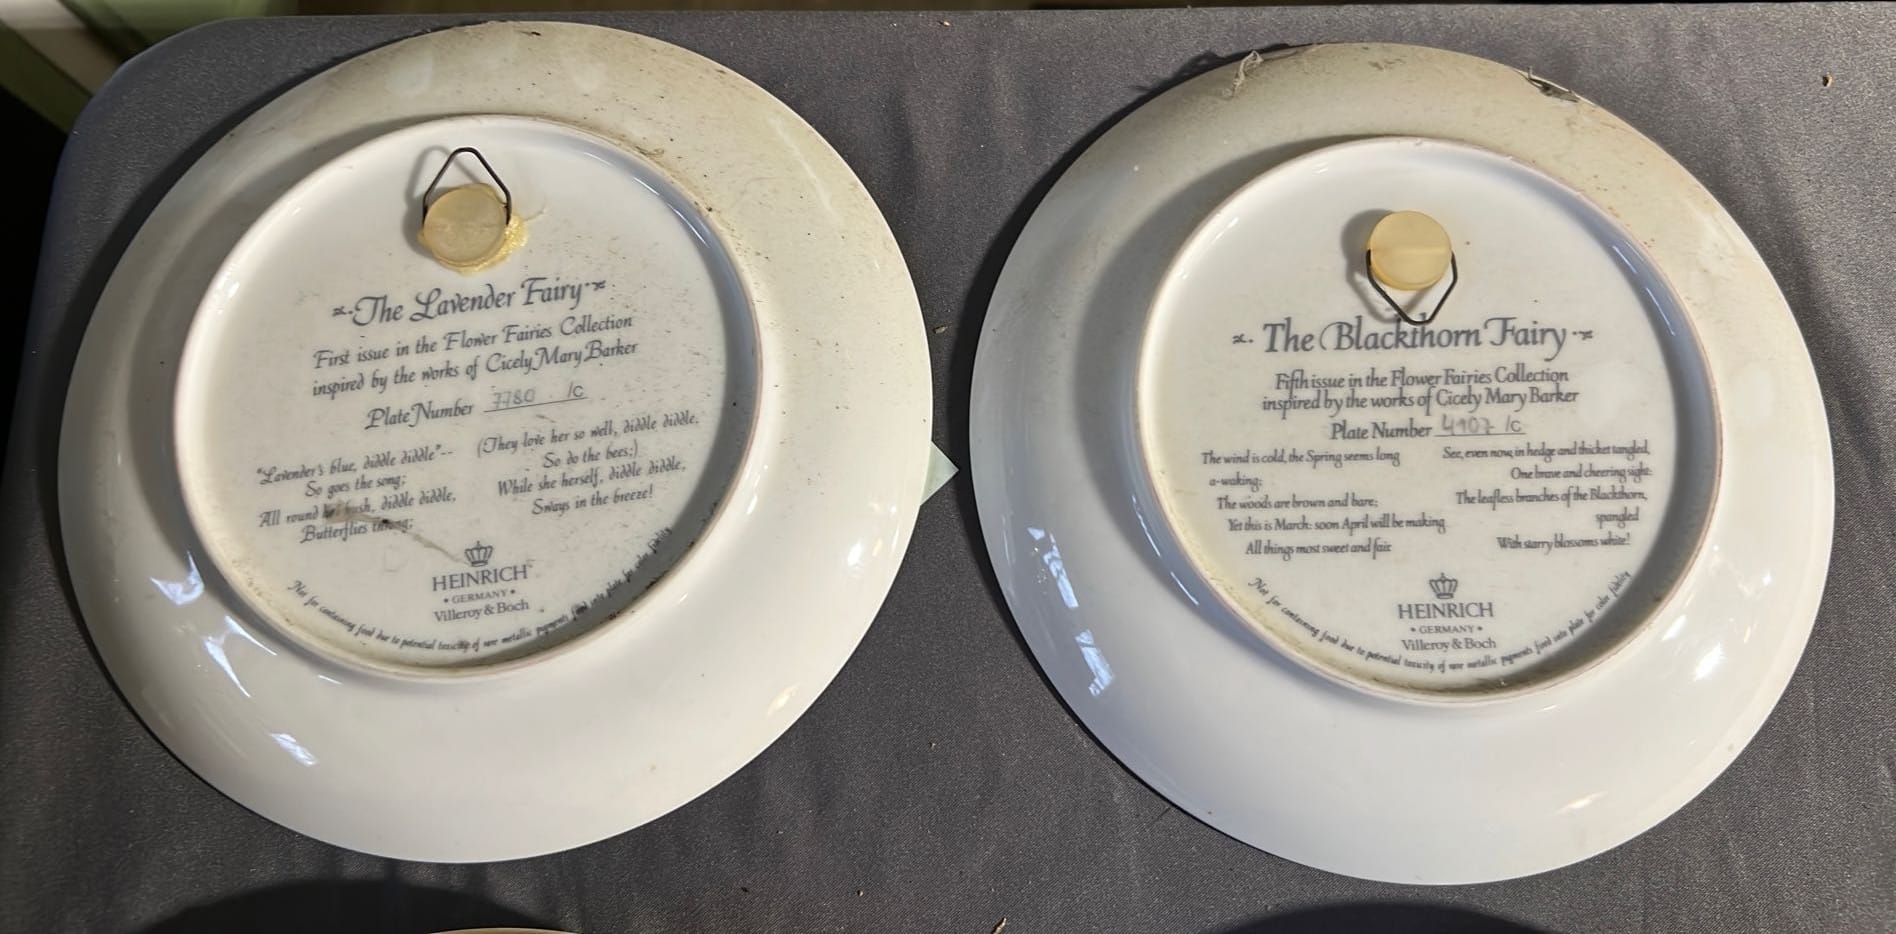 The Lavender Fairy
First issue in the Flower Fairies Collection
inspired by the works of Cicely Mary Barker
Plate Number 7780 /C
"Lavender's blue, diddle diddle"--
So goes the song;
All round her bush, diddle diddle,
Butterflies throng;
(They love her so well, diddle diddle,
So do the bees;)
While she herself, diddle diddle,
Sways in the breeze!
HEINRICH
• GERMANY •
Villeroy & Boch
Not for containing food due to potential toxicity of rare metallic pigments fired into plate for color fidelity
The Blackthorn Fairy
Fifth issue in the Flower Fairies Collection
inspired by the works of Cicely Mary Barker
Plate Number 4107 /C
The wind is cold, the Spring seems long
a-waking;
The woods are brown and bare;
Yet this is March: soon April will be making
All things most sweet and fair
See, even now, in hedge and thicket tangled,
One brave and cheering sight:
The leafless branches of the Blackthorn,
spangled
With starry blossoms white!
HEINRICH
• GERMANY •
Villeroy & Boch
Not for containing food due to potential toxicity of rare metallic pigments fired into plate for color fidelity